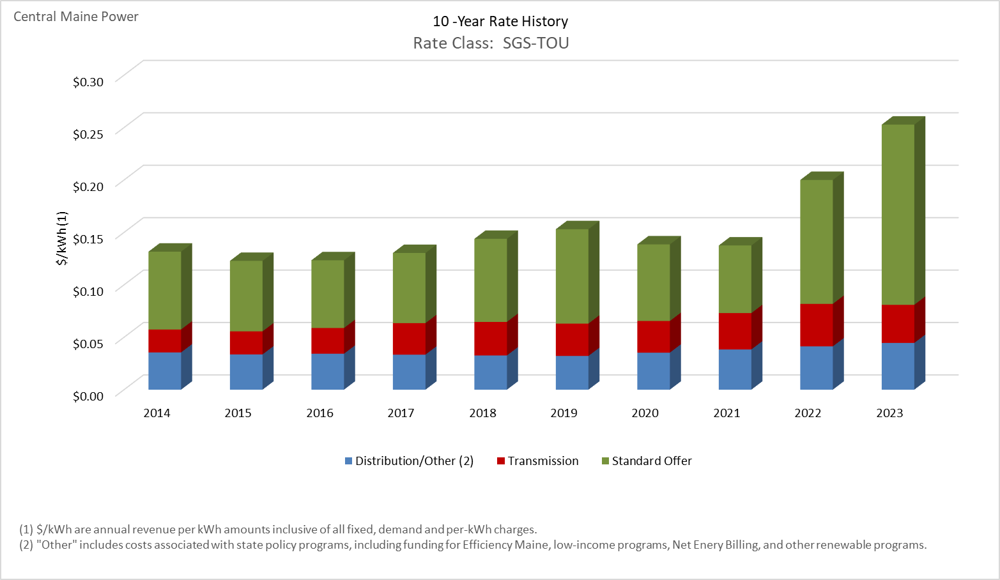 Central Maine Power
10 -Year Rate History
Rate Class:  SGS-TOU
$/kWh (1)
$0.30
$0.25
$0.20
$0.15
$0.10
$0.05
$0.00
2014 2015 2016 2017 2018 2019 2020 2021 2022 2023
Distribution/Other (2) Transmission Standard Offer
(1) $/kWh are annual revenue per kWh amounts inclusive of all fixed, demand and per-kWh charges.
(2) "Other" includes costs associated with state policy programs, including funding for Efficiency Maine, low-income programs, Net Enery Billing, and other renewable programs.